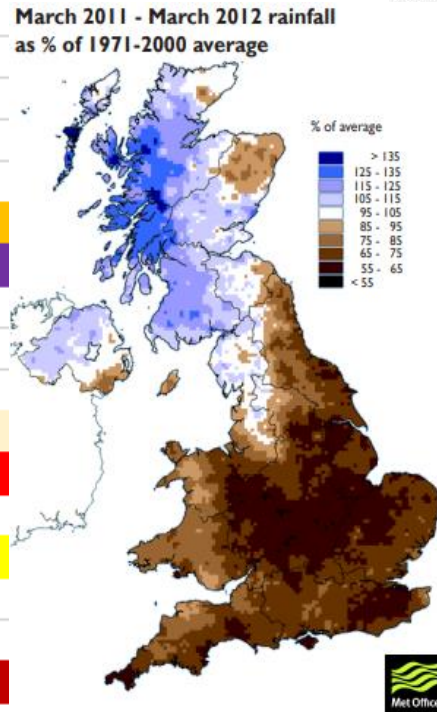 March 2011 - March 2012 rainfall
as % of 1971-2000 average
% of average
> 135
125 - 135
115 - 125
105 - 115
95 - 105
85 - 95
75 - 85
65 - 75
55 - 65
< 55
Met Office